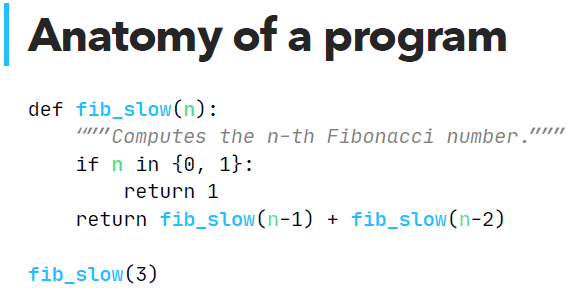 Anatomy of a program
def fib_slow(n):
    “””Computes the n-th Fibonacci number.”””
    if n in {0, 1}:
        return 1
    return fib_slow(n-1) + fib_slow(n-2)
fib_slow(3)